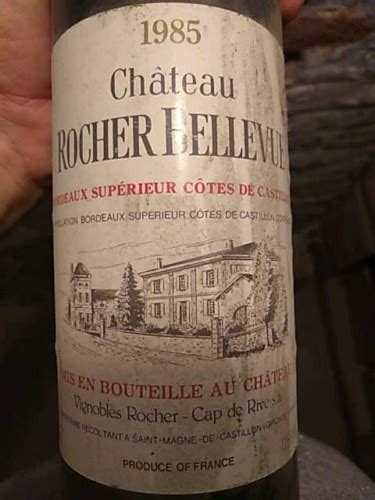 1985
Château
ROCHER BELLEVUE
BORDEAUX SUPÉRIEUR CÔTES DE CASTILLON
APPELLATION BORDEAUX SUPÉRIEUR CÔTES DE CASTILLON
MIS EN BOUTEILLE AU CHÂTEAU
Vignobles Rocher - Cap de Rive s.a.
RÉCOLTANT A SAINT-MAGNE-DE-CASTILLON
PRODUCE OF FRANCE